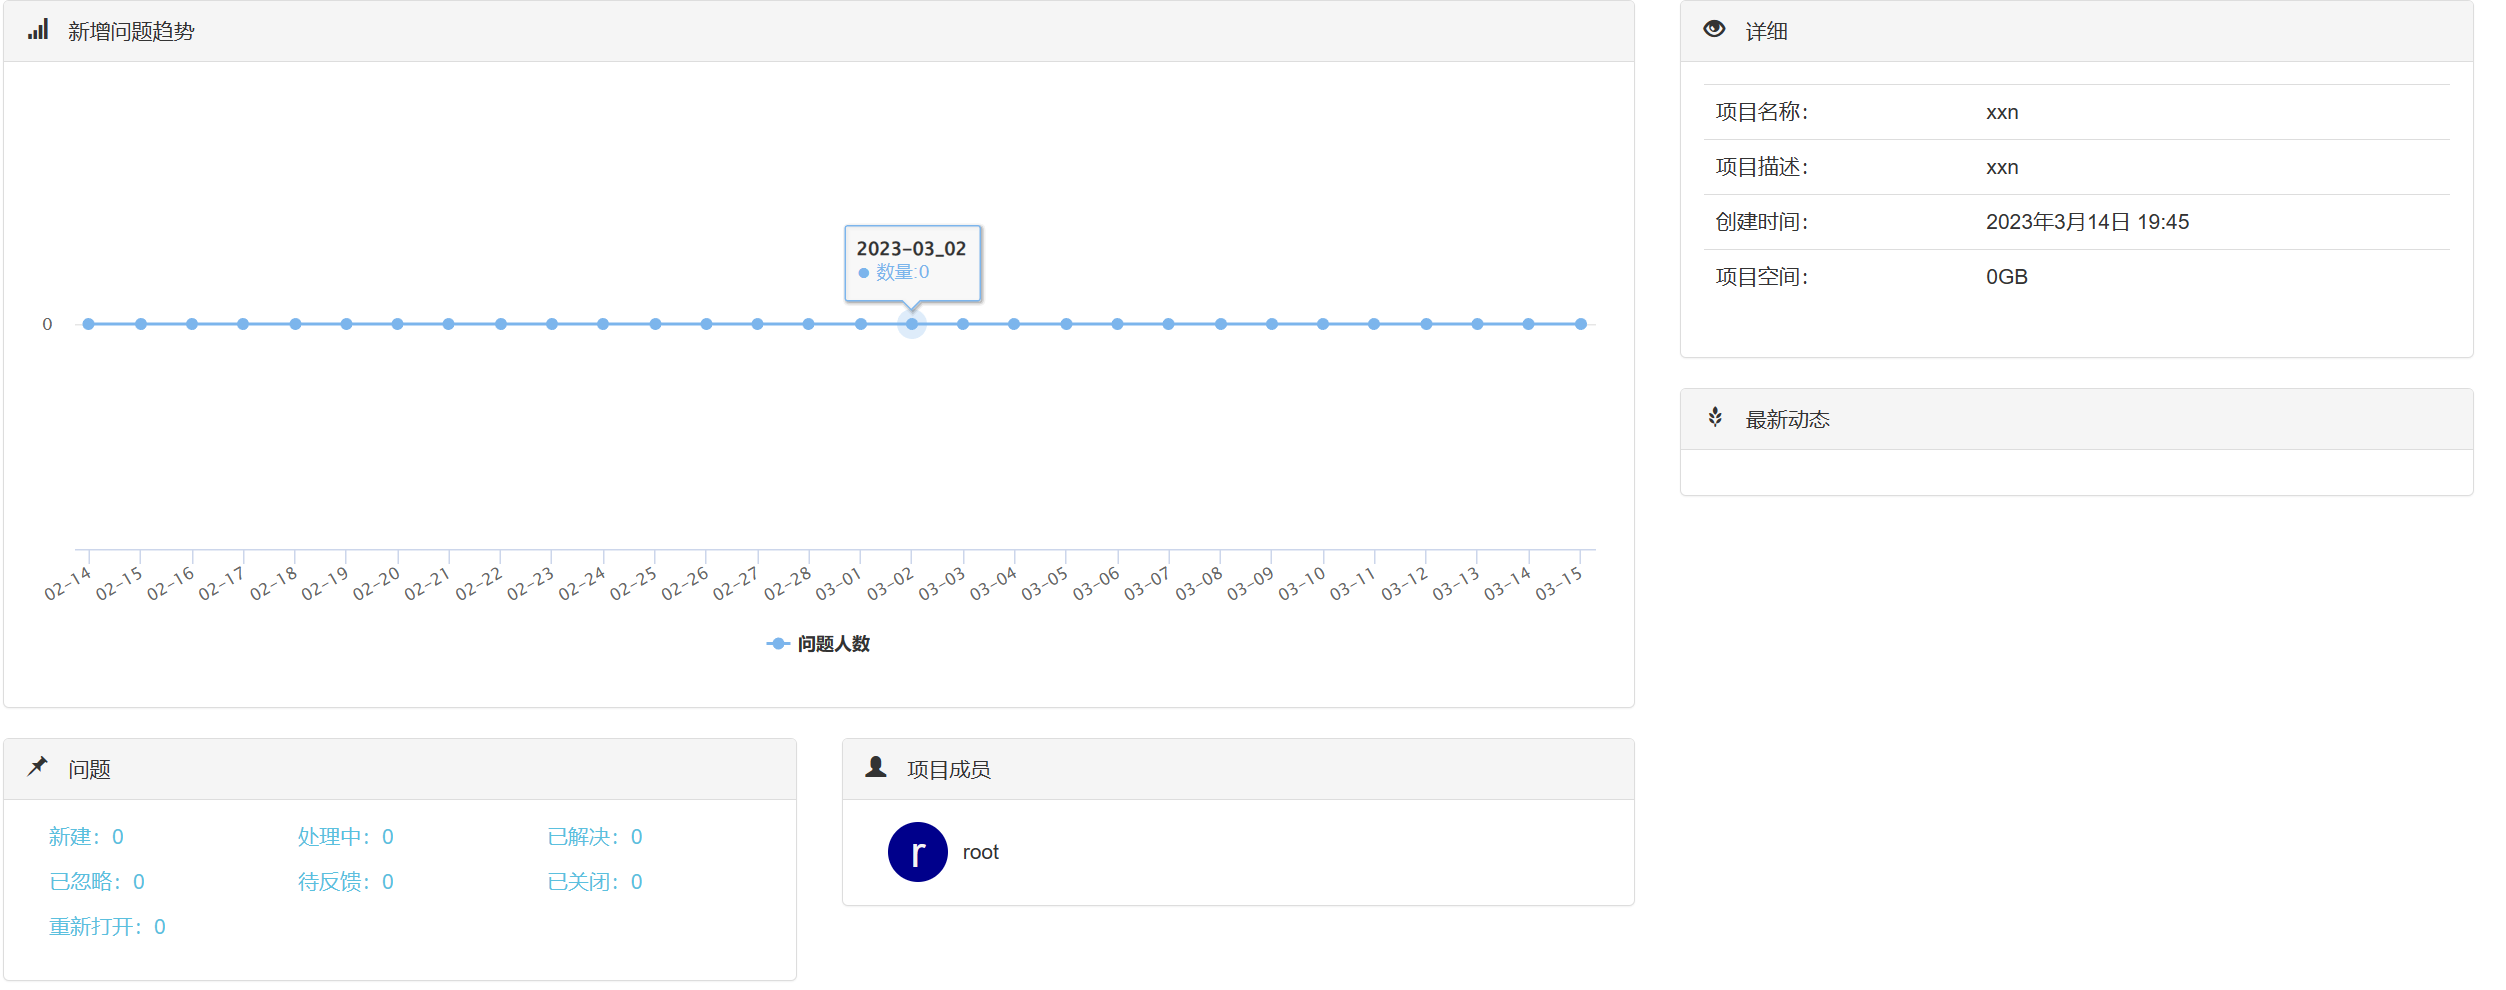 新增问题趋势
2023-03_02
● 数量:0
0
02-14 02-15 02-16 02-17 02-18 02-19 02-20 02-21 02-22 02-23 02-24 02-25 02-26 02-27 02-28 03-01 03-02 03-03 03-04 03-05 03-06 03-07 03-08 03-09 03-10 03-11 03-12 03-13 03-14 03-15
问题人数
问题
新建：0 处理中：0 已解决：0
已忽略：0 待反馈：0 已关闭：0
重新打开：0
项目成员
r root
详细
项目名称： xxn
项目描述： xxn
创建时间： 2023年3月14日 19:45
项目空间： 0GB
最新动态